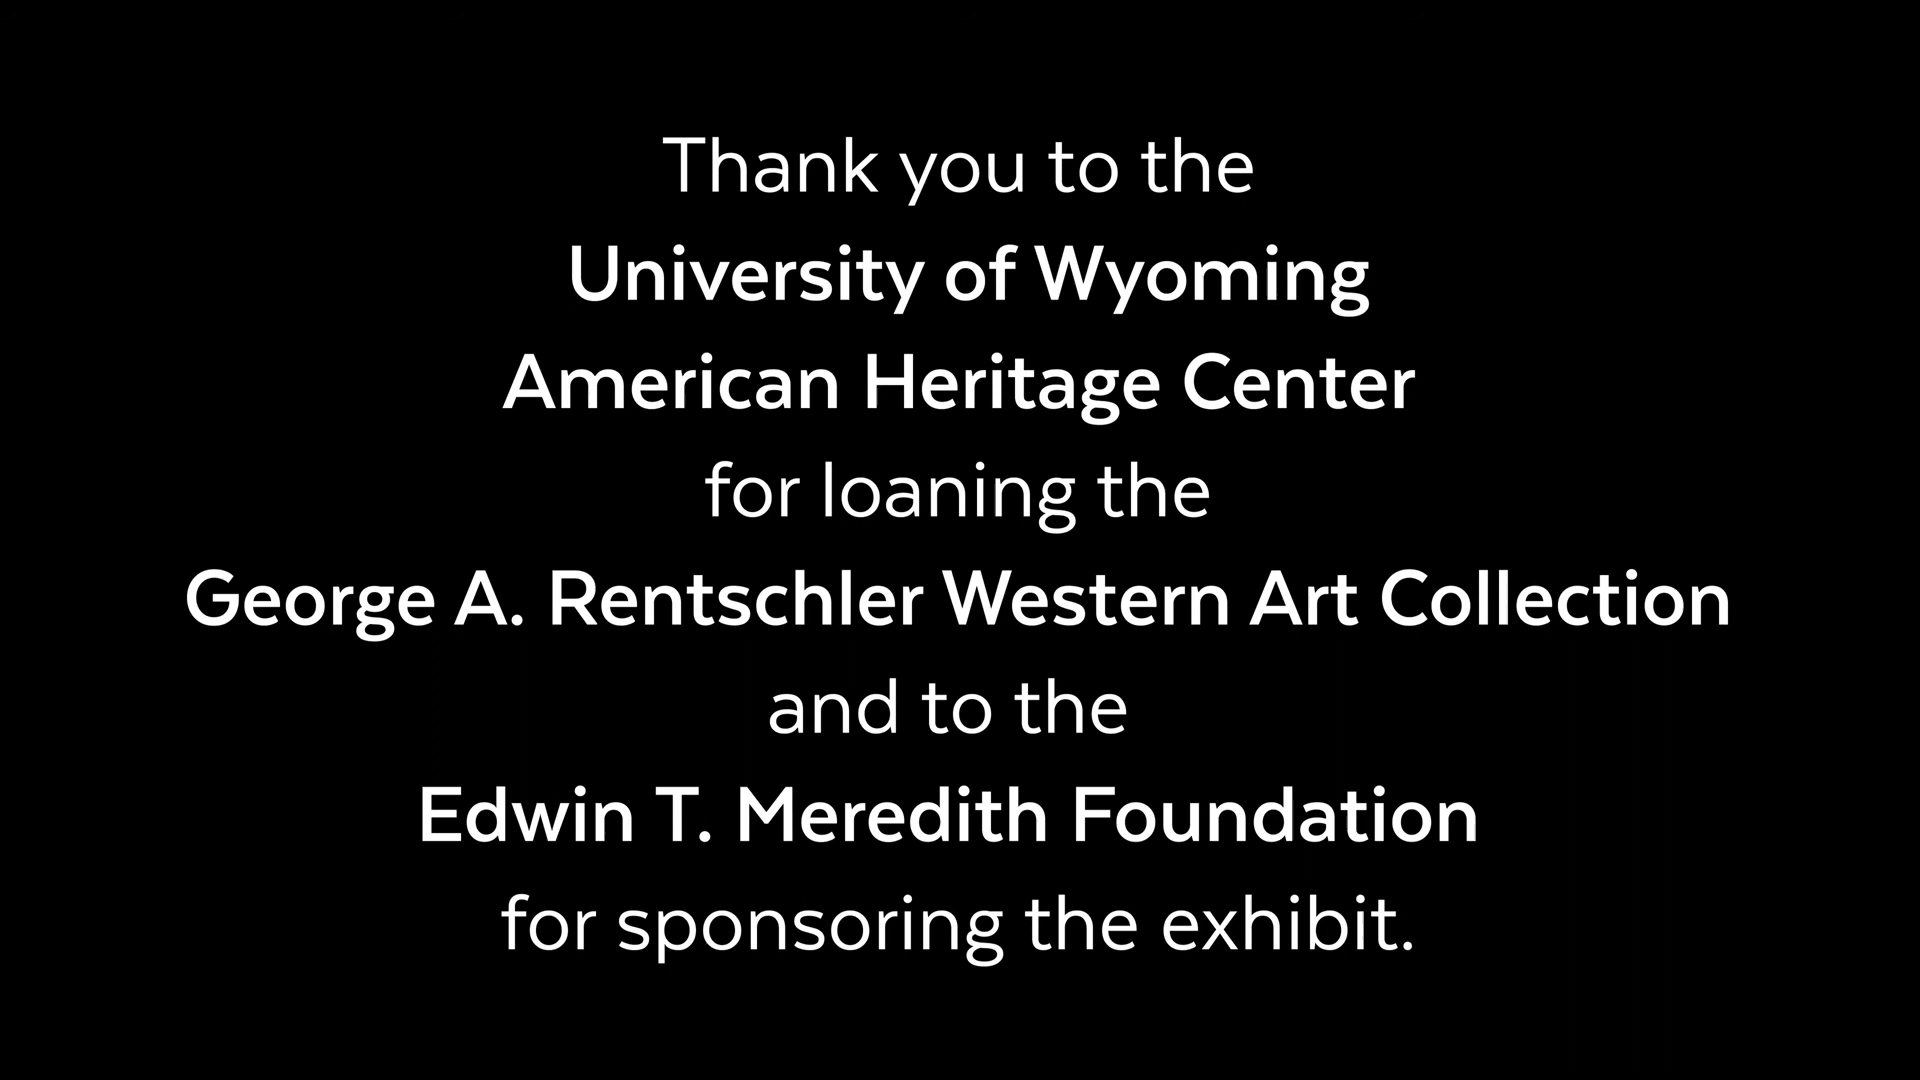 Thank you to the
University of Wyoming
American Heritage Center
for loaning the
George A. Rentschler Western Art Collection
and to the
Edwin T. Meredith Foundation
for sponsoring the exhibit.